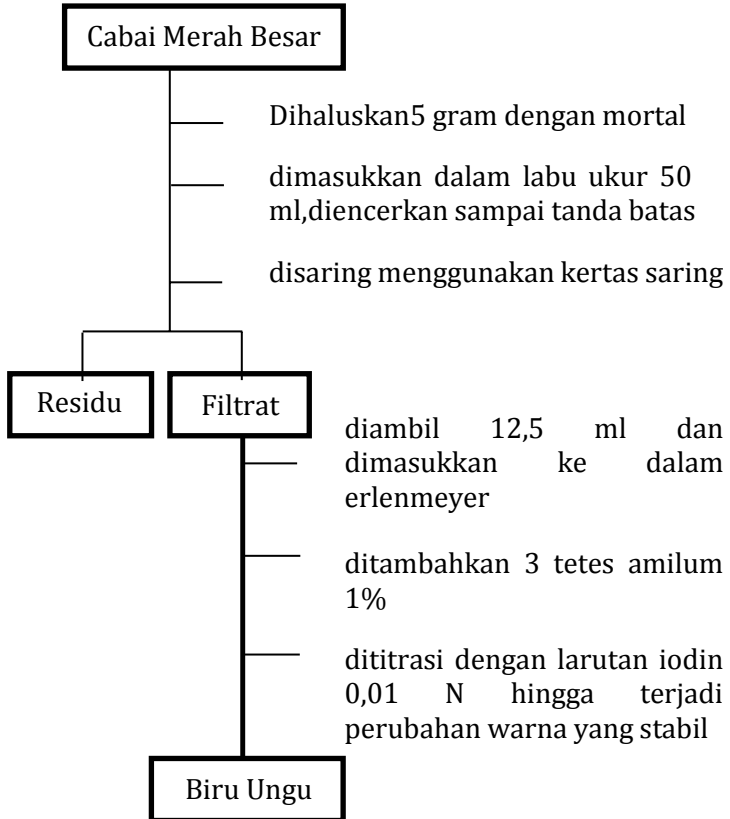 Cabai Merah Besar
Dihaluskan5 gram dengan mortal
dimasukkan dalam labu ukur 50
ml,diencerkan sampai tanda batas
disaring menggunakan kertas saring
Residu
Filtrat
diambil 12,5 ml dan
dimasukkan ke dalam
erlenmeyer
ditambahkan 3 tetes amilum
1%
dititrasi dengan larutan iodin
0,01 N hingga terjadi
perubahan warna yang stabil
Biru Ungu